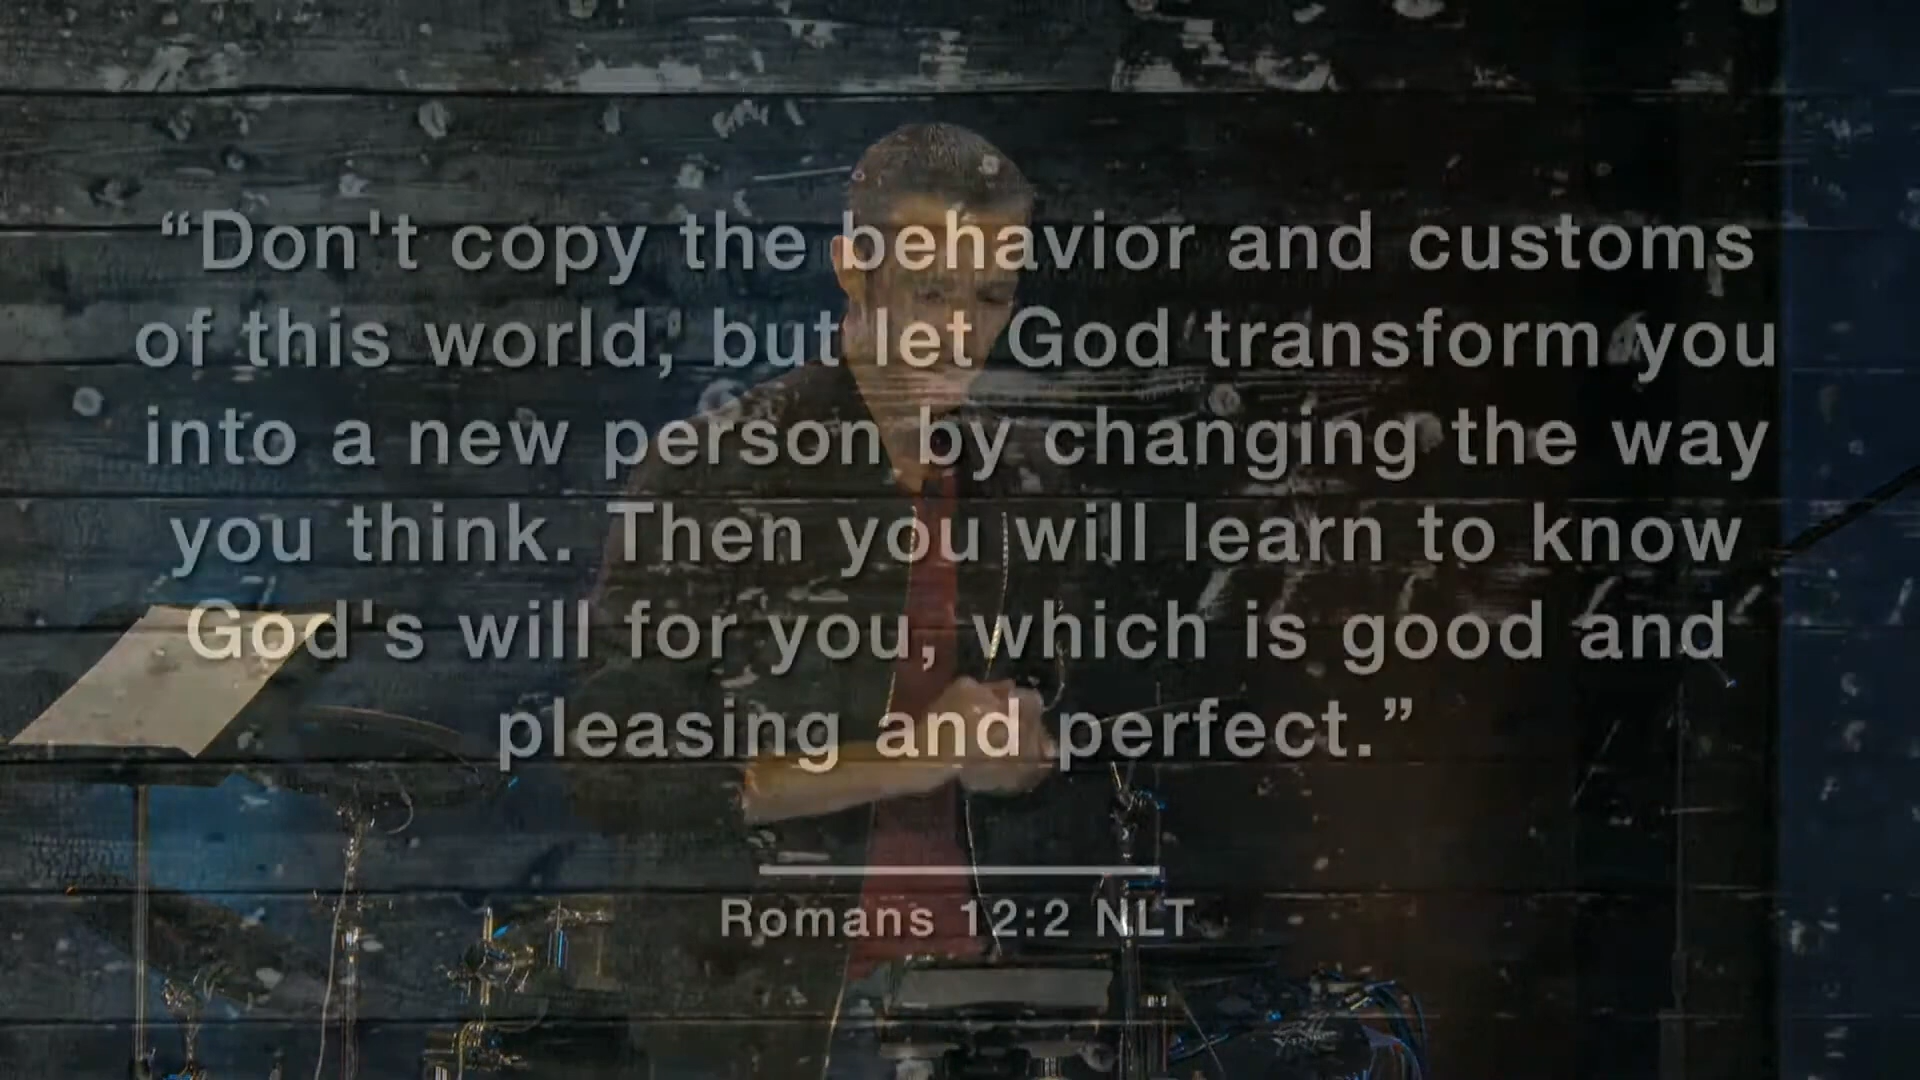 “Don't copy the behavior and customs
of this world, but let God transform you
into a new person by changing the way
you think. Then you will learn to know
God's will for you, which is good and
pleasing and perfect.”
Romans 12:2 NLT